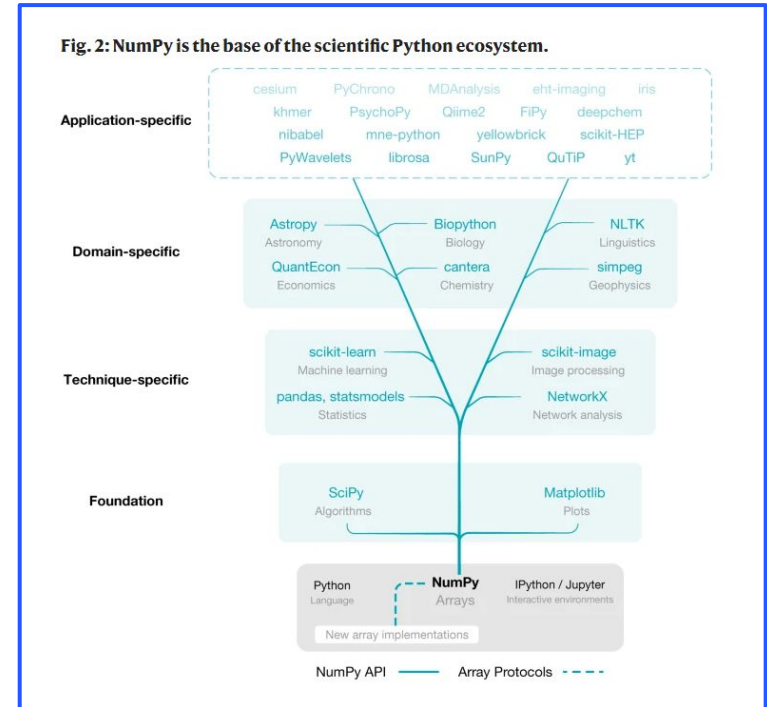 Fig. 2: NumPy is the base of the scientific Python ecosystem.
cesium PyChrono MDAnalysis eht-imaging iris
Application-specific
khmer PsychoPy Qiime2 FiPy deepchem
nibabel mne-python yellowbrick scikit-HEP
PyWavelets librosa SunPy QuTiP yt
Domain-specific
Astropy Biopython NLTK
Astronomy Biology Linguistics
QuantEcon cantera simpeg
Economics Chemistry Geophysics
Technique-specific
scikit-learn scikit-image
Machine learning Image processing
pandas, statsmodels NetworkX
Statistics Network analysis
Foundation
SciPy Matplotlib
Algorithms Plots
Python NumPy IPython / Jupyter
Language Arrays Interactive environments
New array implementations
NumPy API Array Protocols